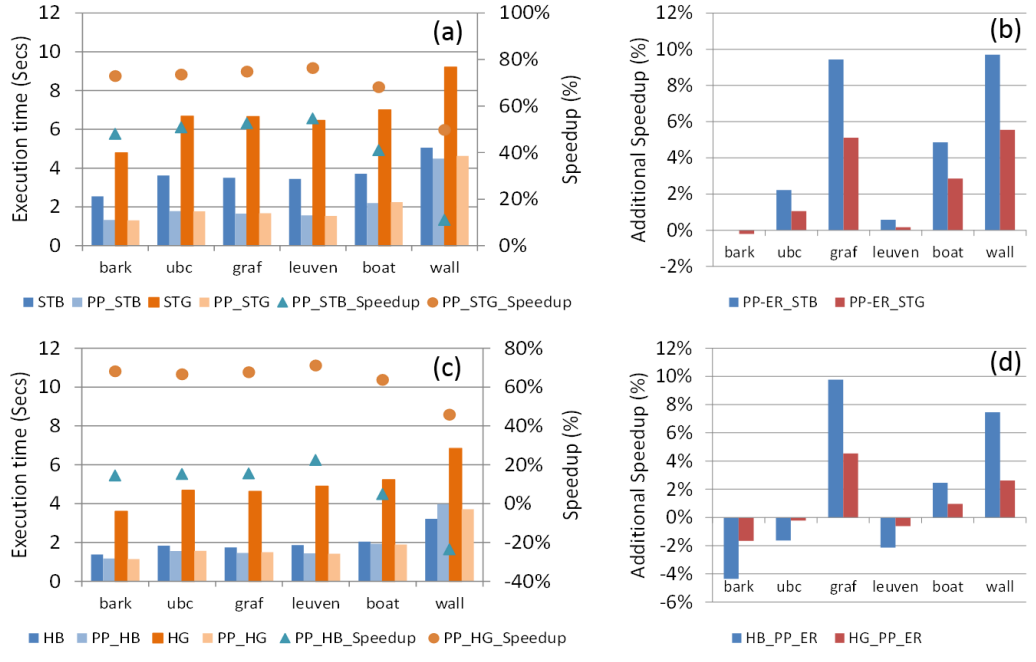 (a)
Execution time (Secs)
12
10
8
6
4
2
0
100%
80%
60%
40%
20%
0%
Speedup (%)
bark ubc graf leuven boat wall
STB PP_STB STG PP_STG PP_STB_Speedup PP_STG_Speedup
(b)
Additional Speedup (%)
12%
10%
8%
6%
4%
2%
0%
-2%
bark ubc graf leuven boat wall
PP-ER_STB PP-ER_STG
(c)
Execution time (Secs)
12
10
8
6
4
2
0
80%
60%
40%
20%
0%
-20%
-40%
Speedup (%)
bark ubc graf leuven boat wall
HB PP_HB HG PP_HG PP_HB_Speedup PP_HG_Speedup
(d)
Additional Speedup (%)
12%
10%
8%
6%
4%
2%
0%
-2%
-4%
-6%
bark ubc graf leuven boat wall
HB_PP_ER HG_PP_ER